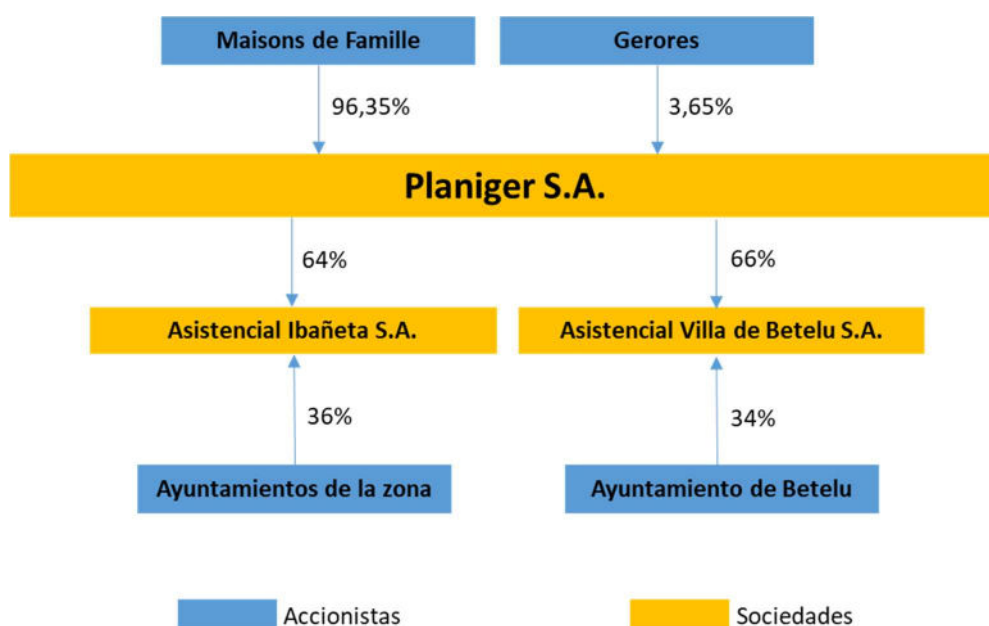 Maisons de Famille
Gerores
96,35%
3,65%
Planiger S.A.
64%
66%
Asistencial Ibañeta S.A.
Asistencial Villa de Betelu S.A.
36%
34%
Ayuntamientos de la zona
Ayuntamiento de Betelu
Accionistas
Sociedades